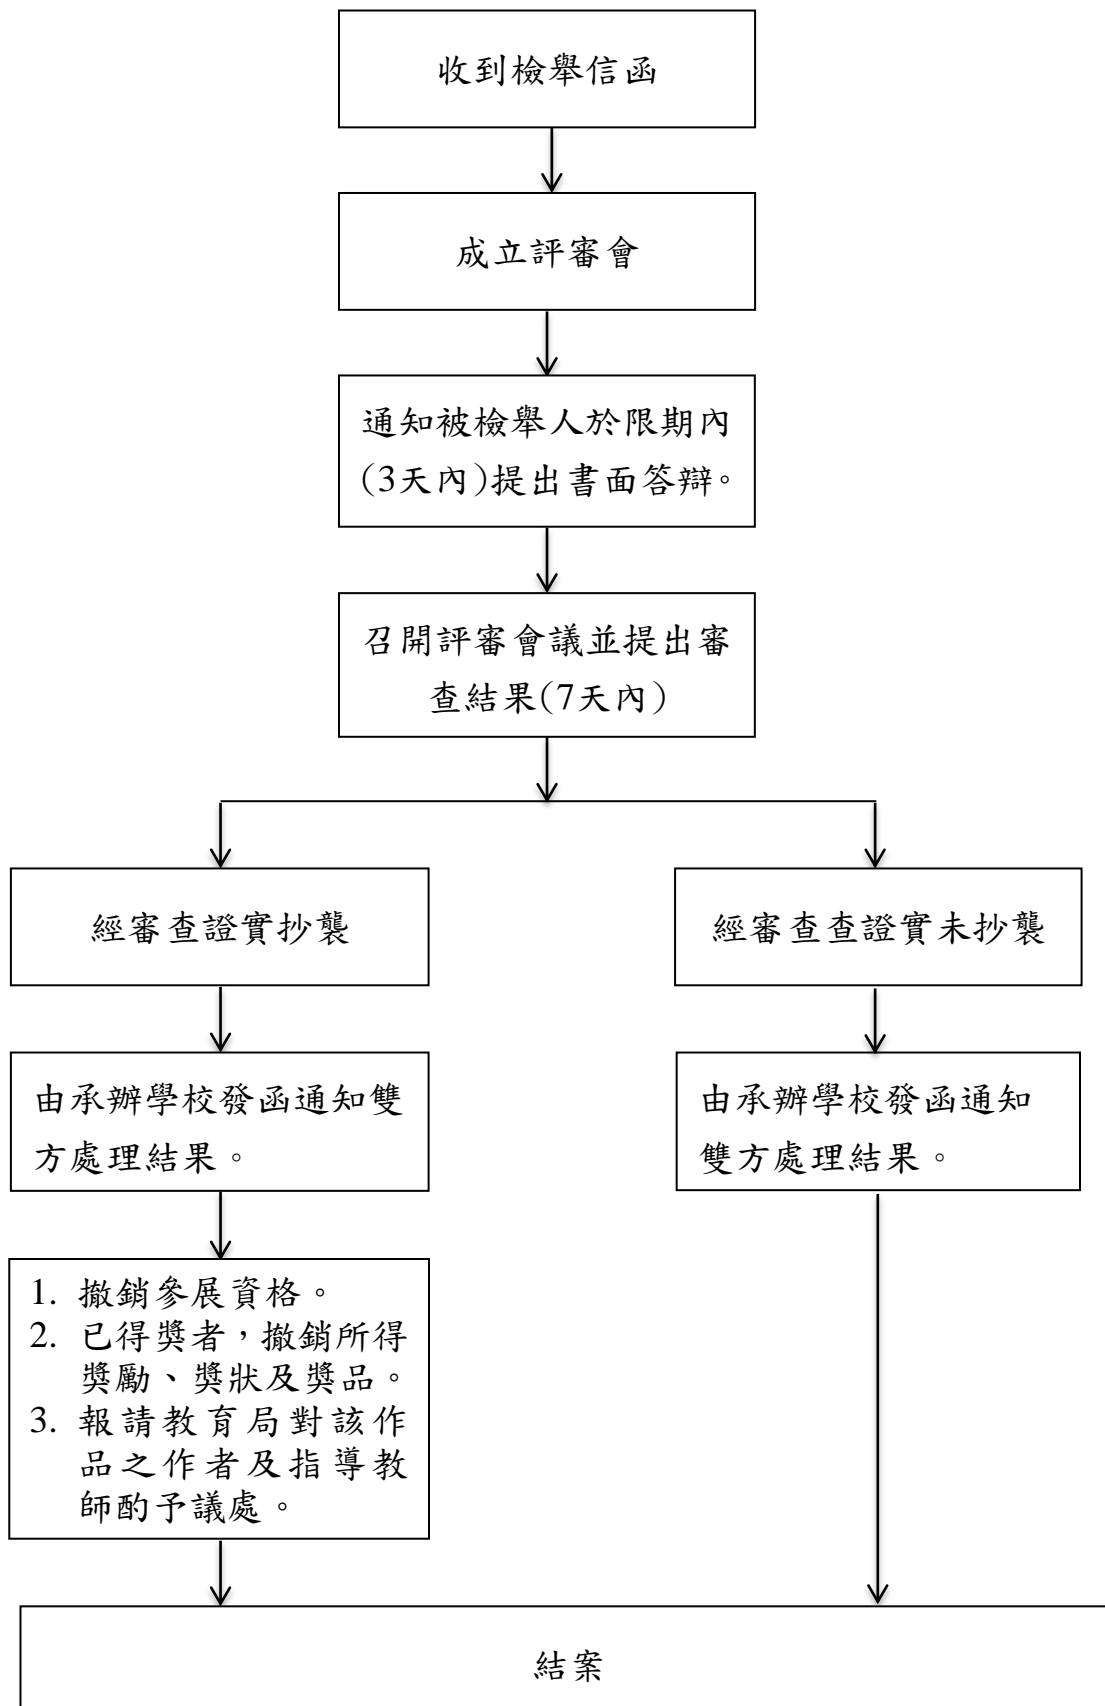 收到檢舉信函
成立評審會
通知被檢舉人於限期內
(3天內)提出書面答辯。
召開評審會議並提出審
查結果(7天內)
經審查證實抄襲
經審查查證實未抄襲
由承辦學校發函通知雙
方處理結果。
由承辦學校發函通知
雙方處理結果。
1. 撤銷參展資格。
2. 已得獎者，撤銷所得
獎勵、獎狀及獎品。
3. 報請教育局對該作
品之作者及指導教
師酌予議處。
結案